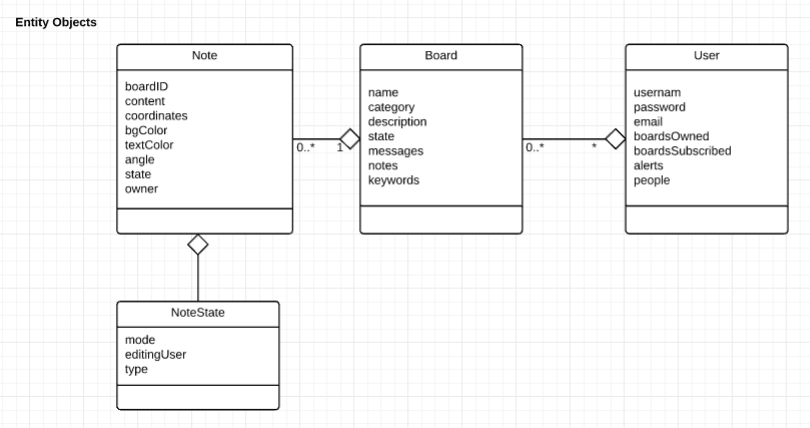 Entity Objects
Note
boardID
content
coordinates
bgColor
textColor
angle
state
owner
0..*
1
Board
name
category
description
state
messages
notes
keywords
0..*
*
User
usernam
password
email
boardsOwned
boardsSubscribed
alerts
people
NoteState
mode
editingUser
type